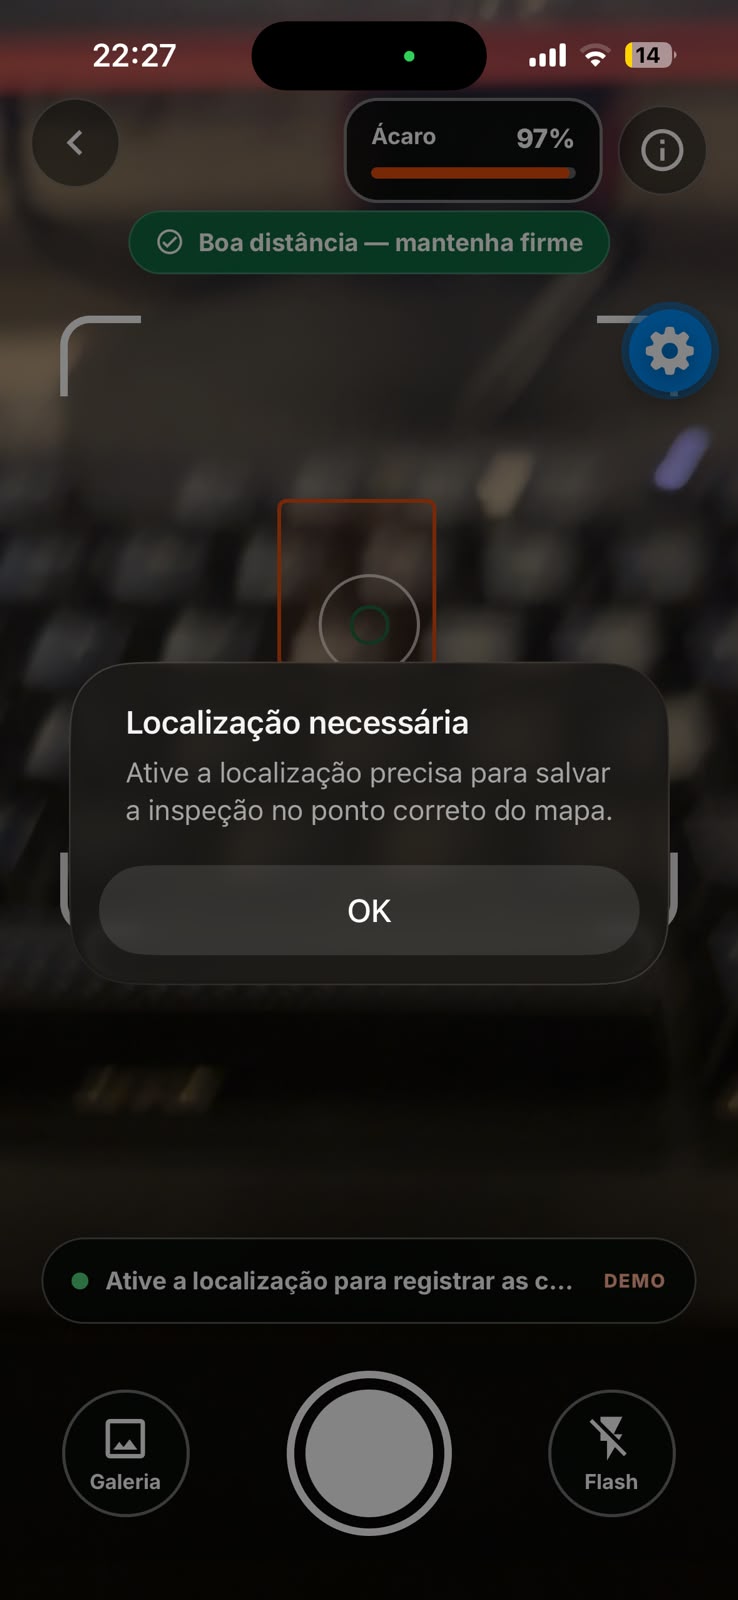 22:27
14
Ácaro 97%
Boa distância — mantenha firme
Localização necessária
Ative a localização precisa para salvar
a inspeção no ponto correto do mapa.
OK
Ative a localização para registrar as c... DEMO
Galeria
Flash